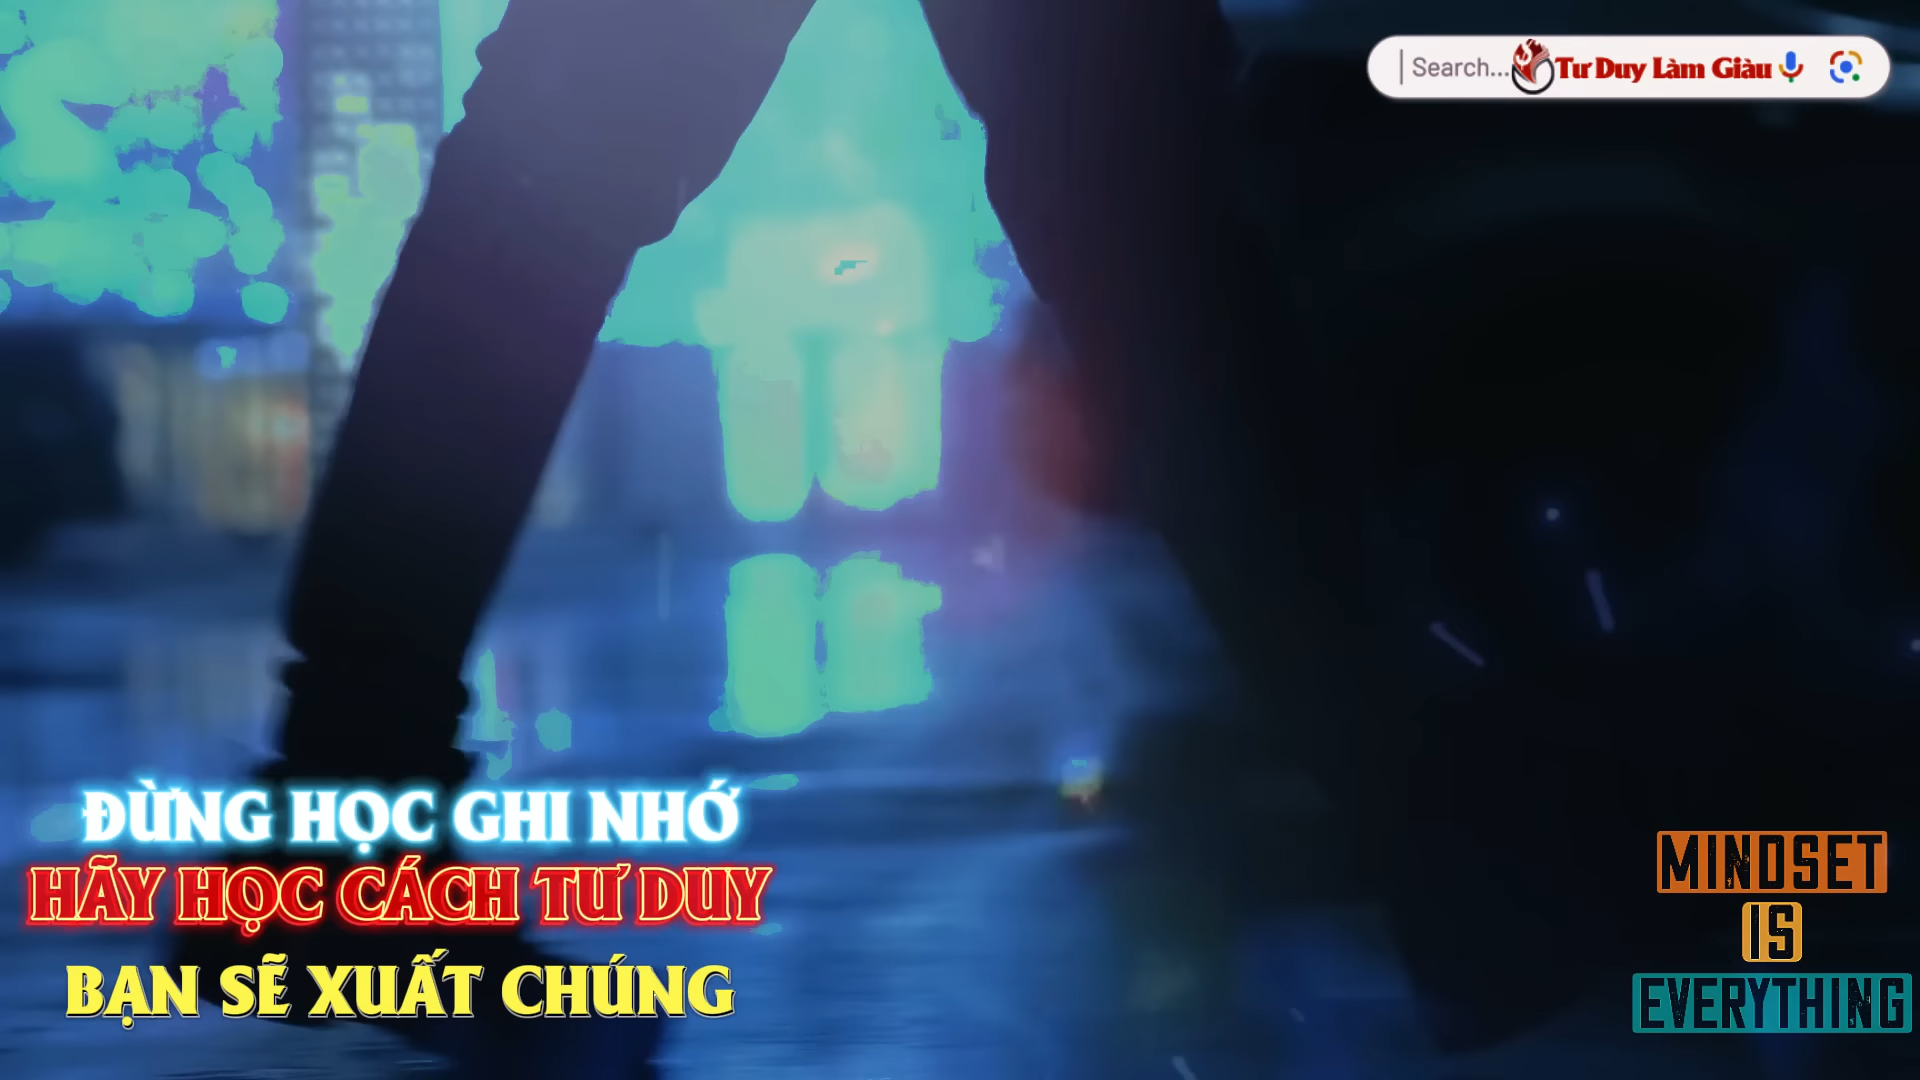 Search... Tư Duy Làm Giàu
ĐỪNG HỌC GHI NHỚ
HÃY HỌC CÁCH TƯ DUY
BẠN SẼ XUẤT CHÚNG
MINDSET
IS
EVERYTHING